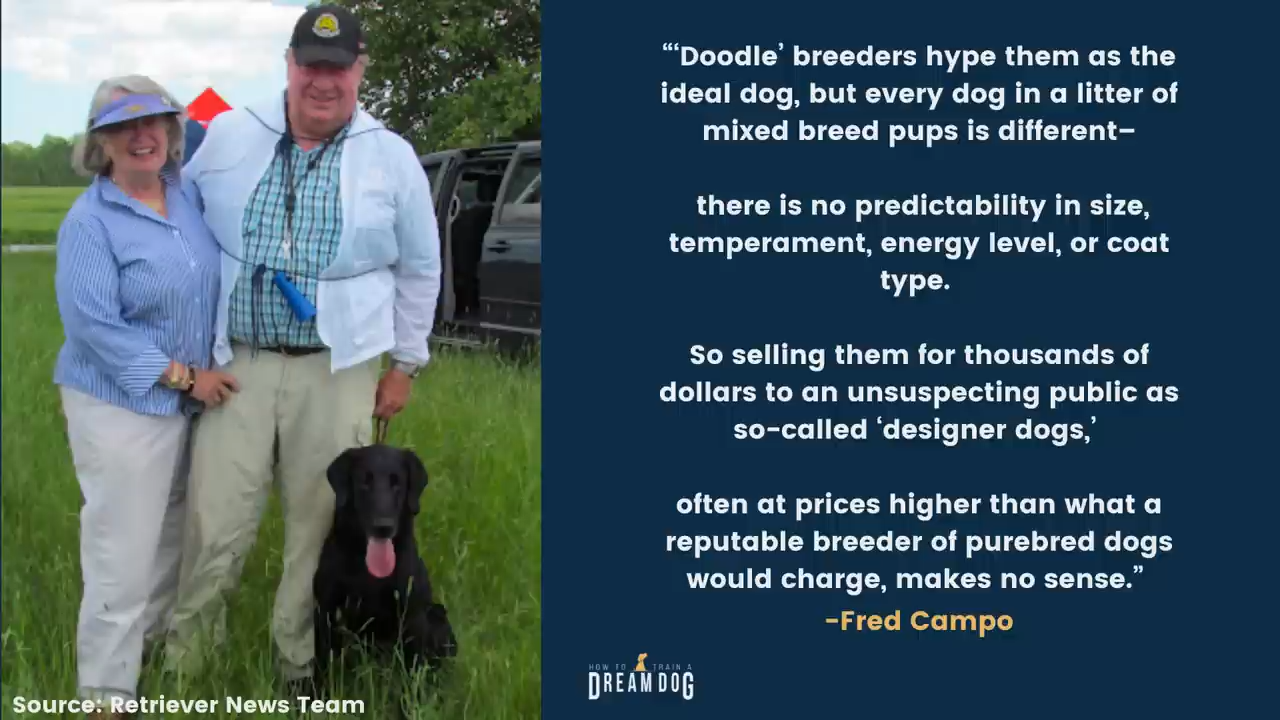 “‘Doodle’ breeders hype them as the
ideal dog, but every dog in a litter of
mixed breed pups is different–
there is no predictability in size,
temperament, energy level, or coat
type.
So selling them for thousands of
dollars to an unsuspecting public as
so-called ‘designer dogs,’
often at prices higher than what a
reputable breeder of purebred dogs
would charge, makes no sense.”
-Fred Campo
HOW TO TRAIN A
DREAM DOG
Source: Retriever News Team